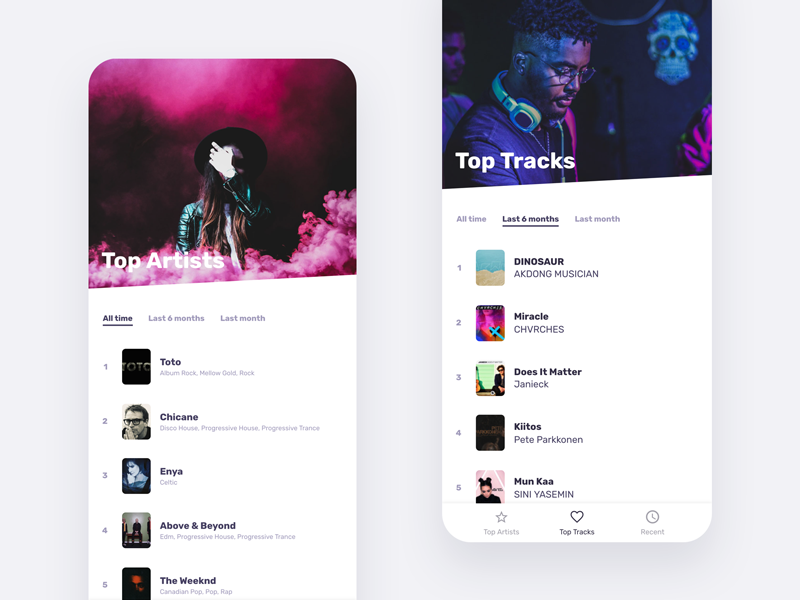 Top Artists
All time Last 6 months Last month
1
TOTO
Toto
Album Rock, Mellow Gold, Rock
2
Chicane
Disco House, Progressive House, Progressive Trance
3
Enya
Celtic
4
Above & Beyond
Edm, Progressive House, Progressive Trance
5
The Weeknd
Canadian Pop, Pop, Rap
Top Tracks
All time Last 6 months Last month
1
DINOSAUR
AKDONG MUSICIAN
2
CHVRCHES
Miracle
CHVRCHES
3
Does It Matter
Janieck
4
Kiitos
Pete Parkkonen
5
Mun Kaa
SINI YASEMIN
Top Artists Top Tracks Recent